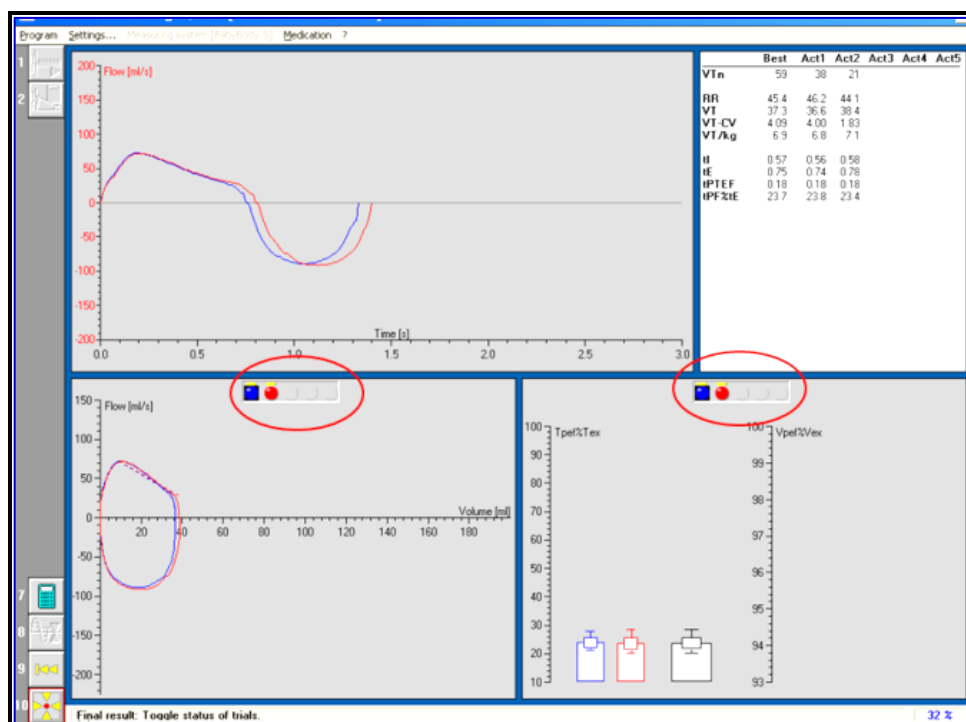 Program Settings... Measuring system [BabyBody-S] Medication ?
1
2
7
8
9
10
Flow [ml/s]
200
150
100
50
0
-50
-100
-150
-200
Time [s]
0.0 0.5 1.0 1.5 2.0 2.5 3.0
Best Act1 Act2 Act3 Act4 Act5
VTn 59 38 21
RR 45.4 46.2 44.1
VT 37.3 36.6 38.4
VT-CV 4.09 4.00 1.83
VT/kg 6.9 6.8 7.1
tI 0.57 0.56 0.58
tE 0.75 0.74 0.78
tPTEF 0.18 0.18 0.18
tPF%tE 23.7 23.8 23.4
Flow [ml/s]
150
100
50
0
-50
-100
-150
-200
Volume [ml]
20 40 60 80 100 120 140 160 180
Tpef%Tex
100
90
80
70
60
50
40
30
20
10
Vpef%Vex
100
99
98
97
96
95
94
93
Final result: Toggle status of trials.
32 %